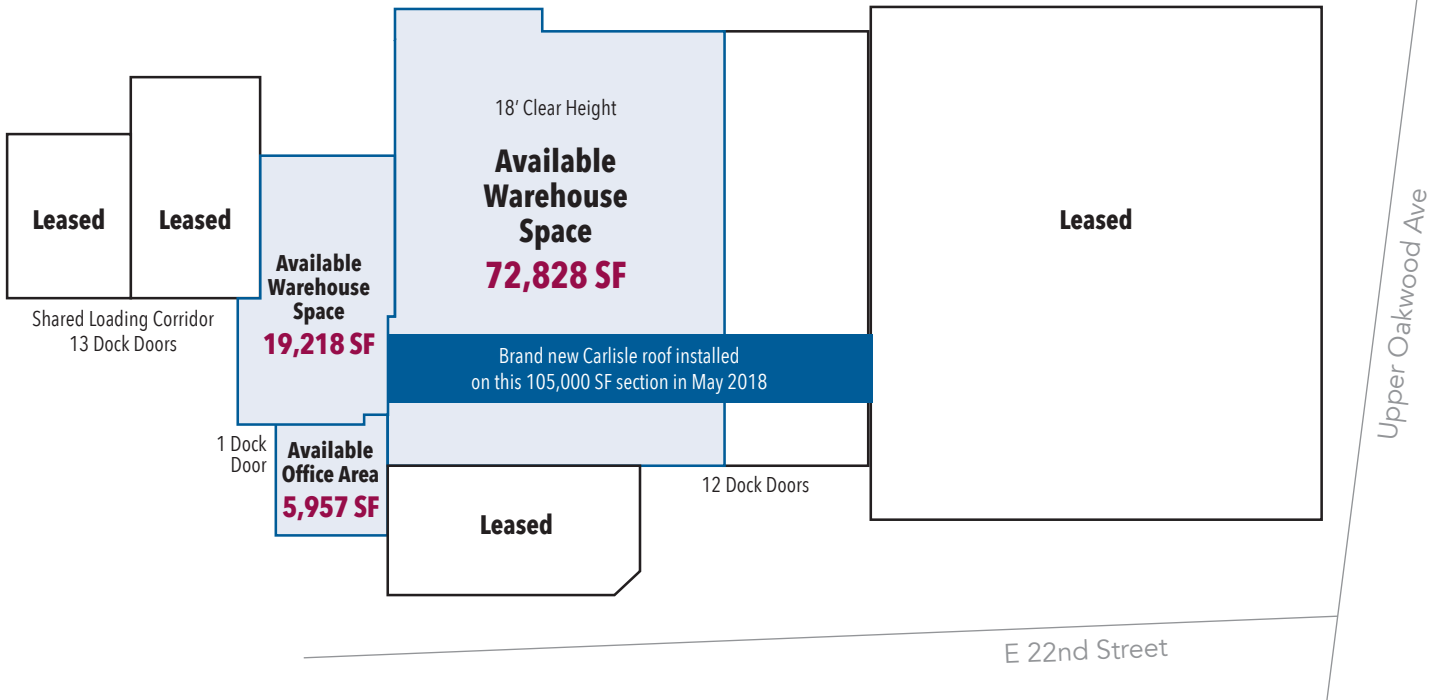 18' Clear Height
Available
Warehouse
Space
72,828 SF
Leased
Leased
Leased
Available
Warehouse
Space
19,218 SF
Shared Loading Corridor
13 Dock Doors
Brand new Carlisle roof installed
on this 105,000 SF section in May 2018
1 Dock
Door
Available
Office Area
5,957 SF
12 Dock Doors
Leased
Upper Oakwood Ave
E 22nd Street